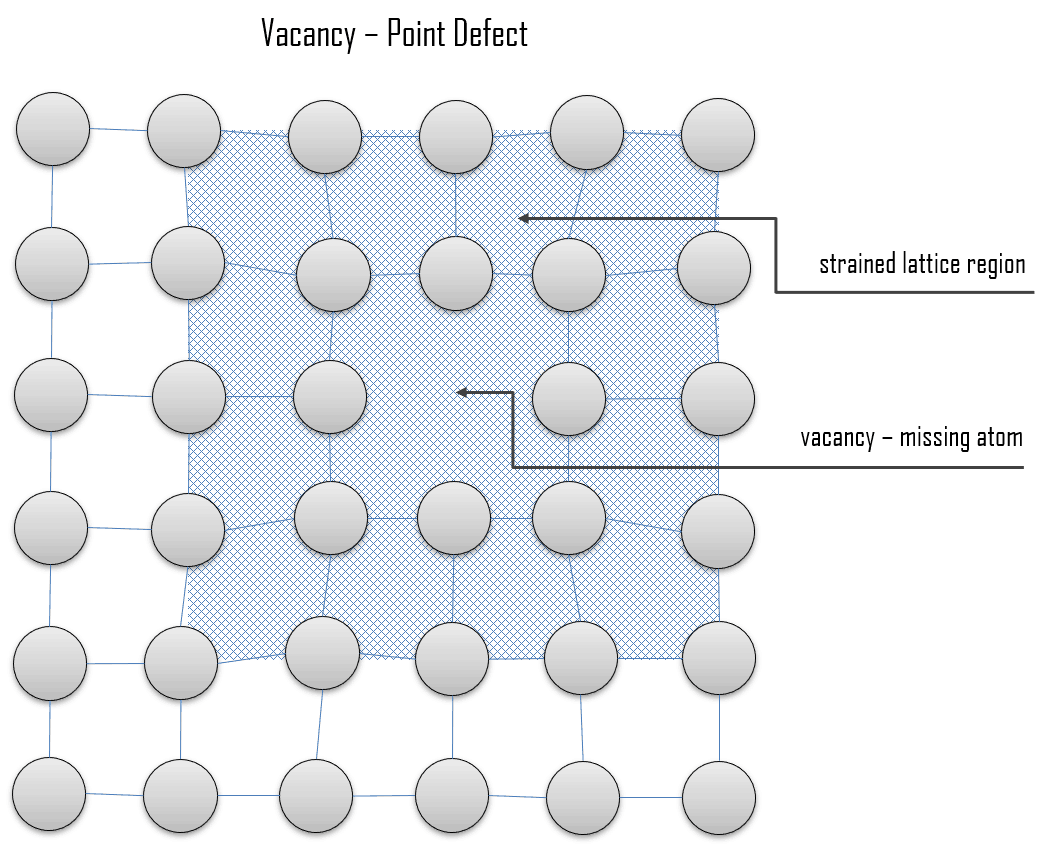 Vacancy – Point Defect
strained lattice region
vacancy – missing atom